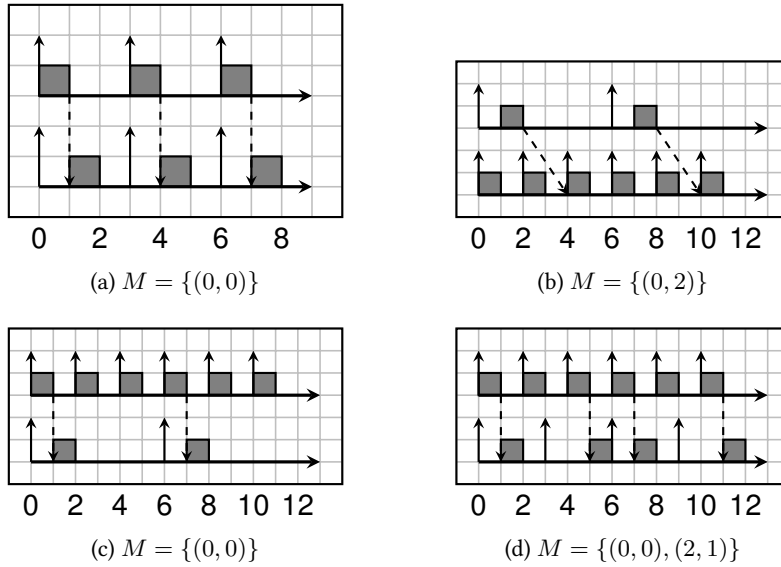 0 2 4 6 8
(a) M = {(0, 0)}
0 2 4 6 8 10 12
(b) M = {(0, 2)}
0 2 4 6 8 10 12
(c) M = {(0, 0)}
0 2 4 6 8 10 12
(d) M = {(0, 0), (2, 1)}